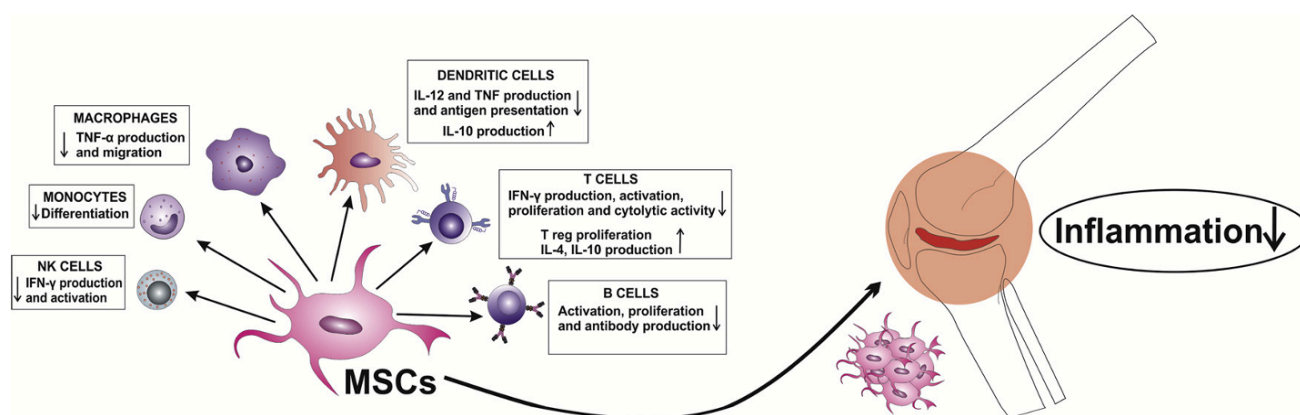 DENDRITIC CELLS
IL-12 and TNF production
and antigen presentation ↓
IL-10 production ↑
MACROPHAGES
↓ TNF-α production
and migration
MONOCYTES
↓ Differentiation
NK CELLS
↓ IFN-γ production
and activation
T CELLS
IFN-γ production, activation,
proliferation and cytolytic activity ↓
T reg proliferation
IL-4, IL-10 production ↑
B CELLS
Activation, proliferation
and antibody production ↓
MSCs
Inflammation ↓